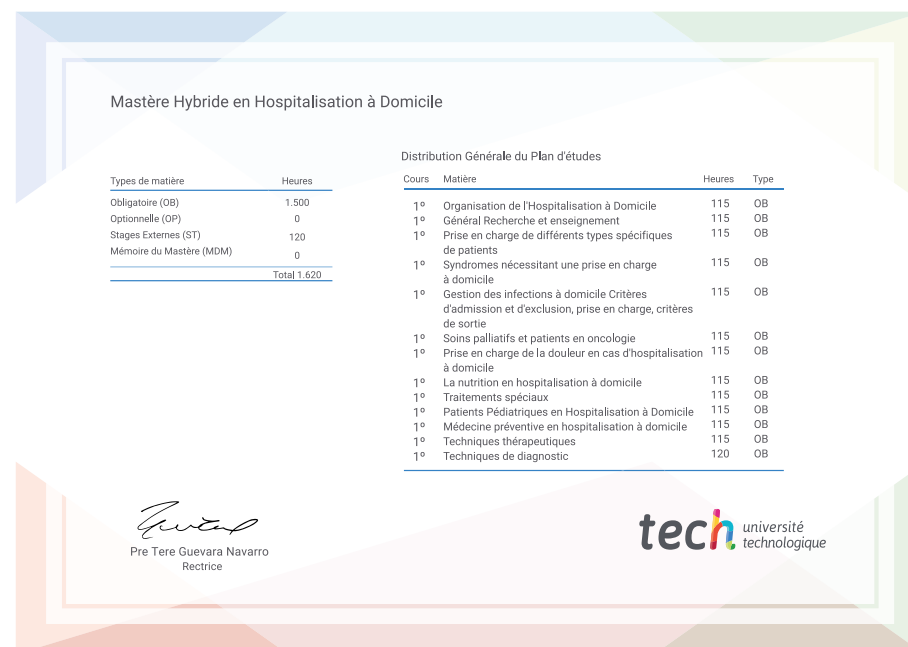 Mastère Hybride en Hospitalisation à Domicile
Types de matière Heures
Obligatoire (OB) 1.500
Optionnelle (OP) 0
Stages Externes (ST) 120
Mémoire du Mastère (MDM) 0
Total 1.620
Distribution Générale du Plan d'études
Cours Matière Heures Type
1º Organisation de l'Hospitalisation à Domicile 115 OB
1º Général Recherche et enseignement 115 OB
1º Prise en charge de différents types spécifiques 115 OB
de patients
1º Syndromes nécessitant une prise en charge 115 OB
à domicile
1º Gestion des infections à domicile Critères 115 OB
d'admission et d'exclusion, prise en charge, critères
de sortie
1º Soins palliatifs et patients en oncologie 115 OB
1º Prise en charge de la douleur en cas d'hospitalisation 115 OB
à domicile
1º La nutrition en hospitalisation à domicile 115 OB
1º Traitements spéciaux 115 OB
1º Patients Pédiatriques en Hospitalisation à Domicile 115 OB
1º Médecine préventive en hospitalisation à domicile 115 OB
1º Techniques thérapeutiques 115 OB
1º Techniques de diagnostic 120 OB
Pre Tere Guevara Navarro
Rectrice
tech université
technologique